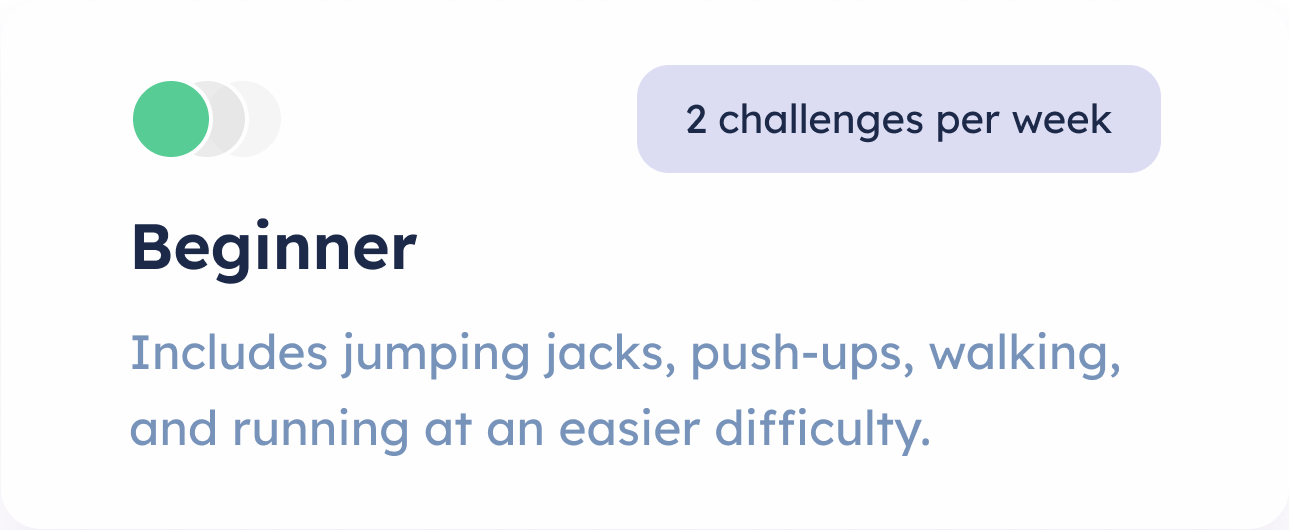 2 challenges per week
Beginner
Includes jumping jacks, push-ups, walking,
and running at an easier difficulty.